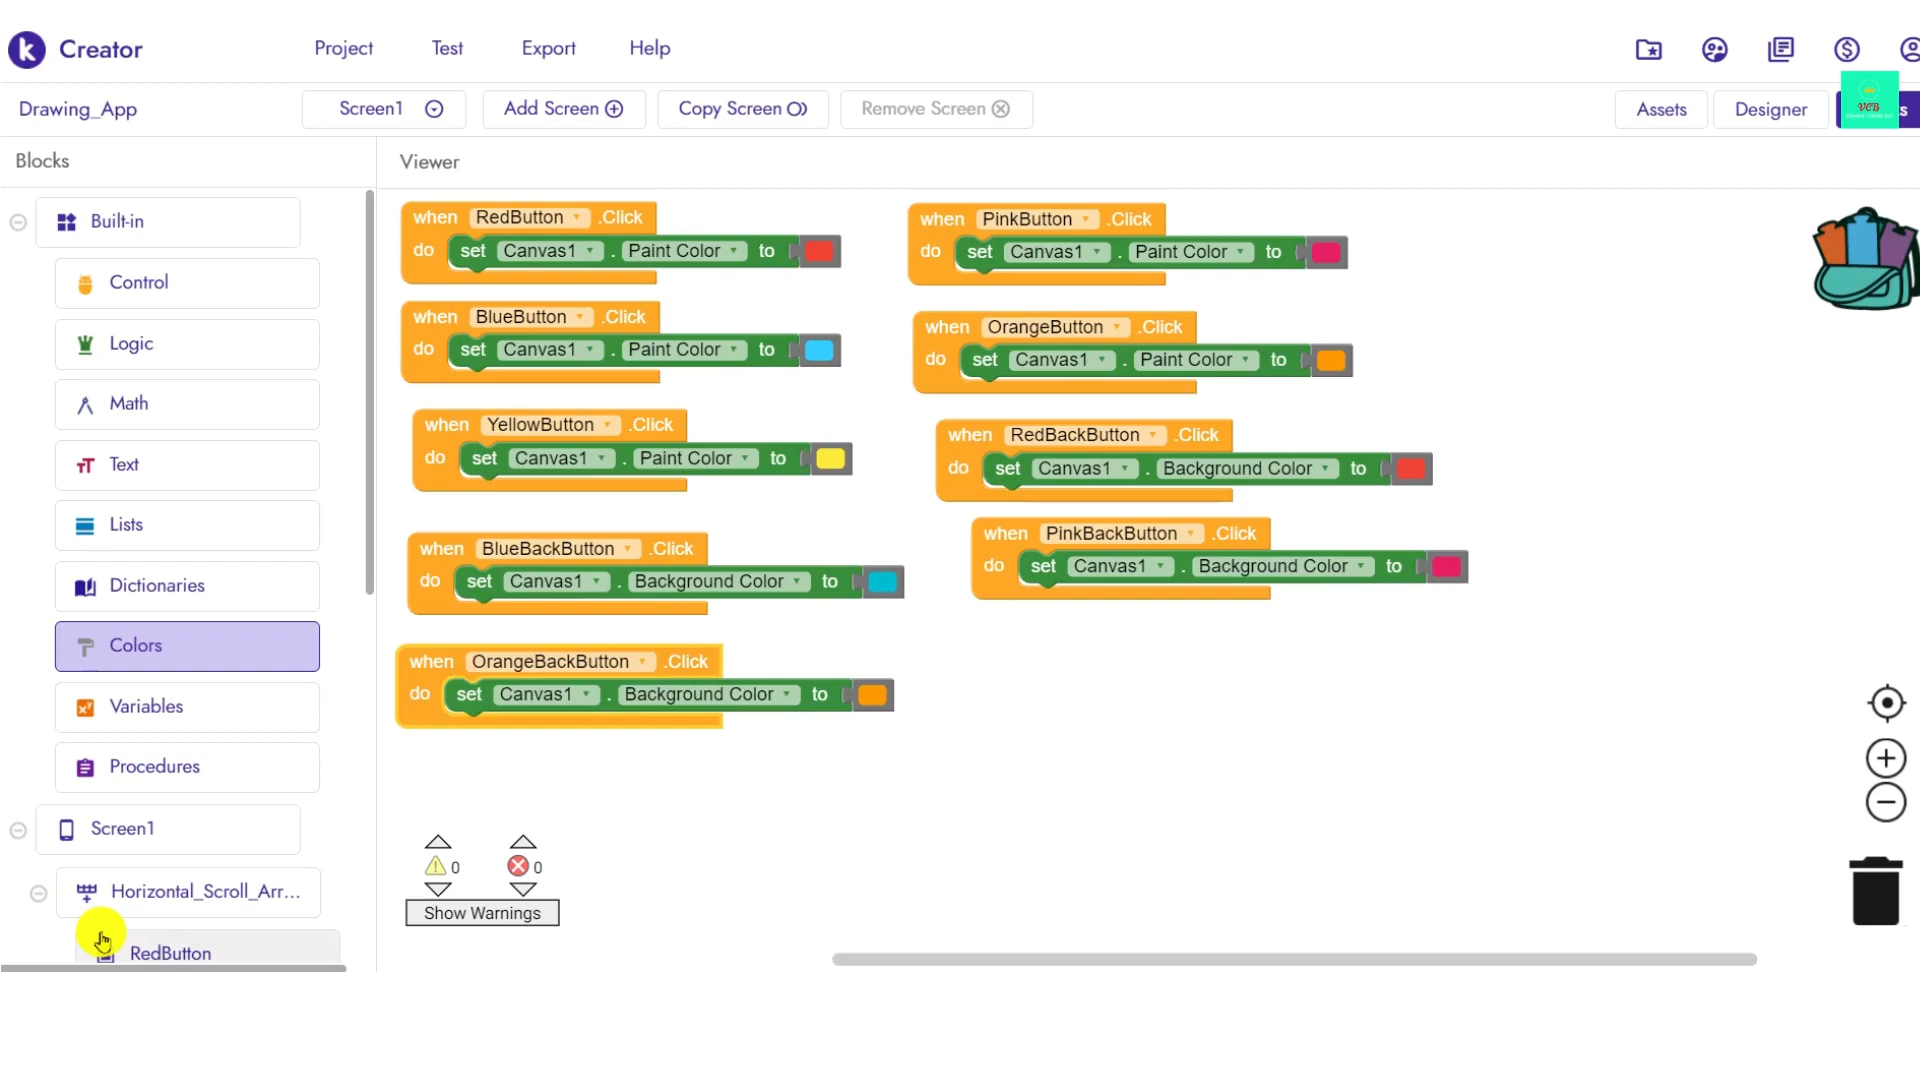 Creator
Project
Test
Export
Help
Drawing_App
Screen1
Add Screen
Copy Screen
Remove Screen
Assets
Designer
VCB
s
Blocks
Viewer
Built-in
Control
Logic
Math
Text
Lists
Dictionaries
Colors
Variables
Procedures
Screen1
Horizontal_Scroll_Arr...
RedButton
when RedButton .Click
do set Canvas1 . Paint Color to
when BlueButton .Click
do set Canvas1 . Paint Color to
when YellowButton .Click
do set Canvas1 . Paint Color to
when BlueBackButton .Click
do set Canvas1 . Background Color to
when OrangeBackButton .Click
do set Canvas1 . Background Color to
when PinkButton .Click
do set Canvas1 . Paint Color to
when OrangeButton .Click
do set Canvas1 . Paint Color to
when RedBackButton .Click
do set Canvas1 . Background Color to
when PinkBackButton .Click
do set Canvas1 . Background Color to
0
0
Show Warnings